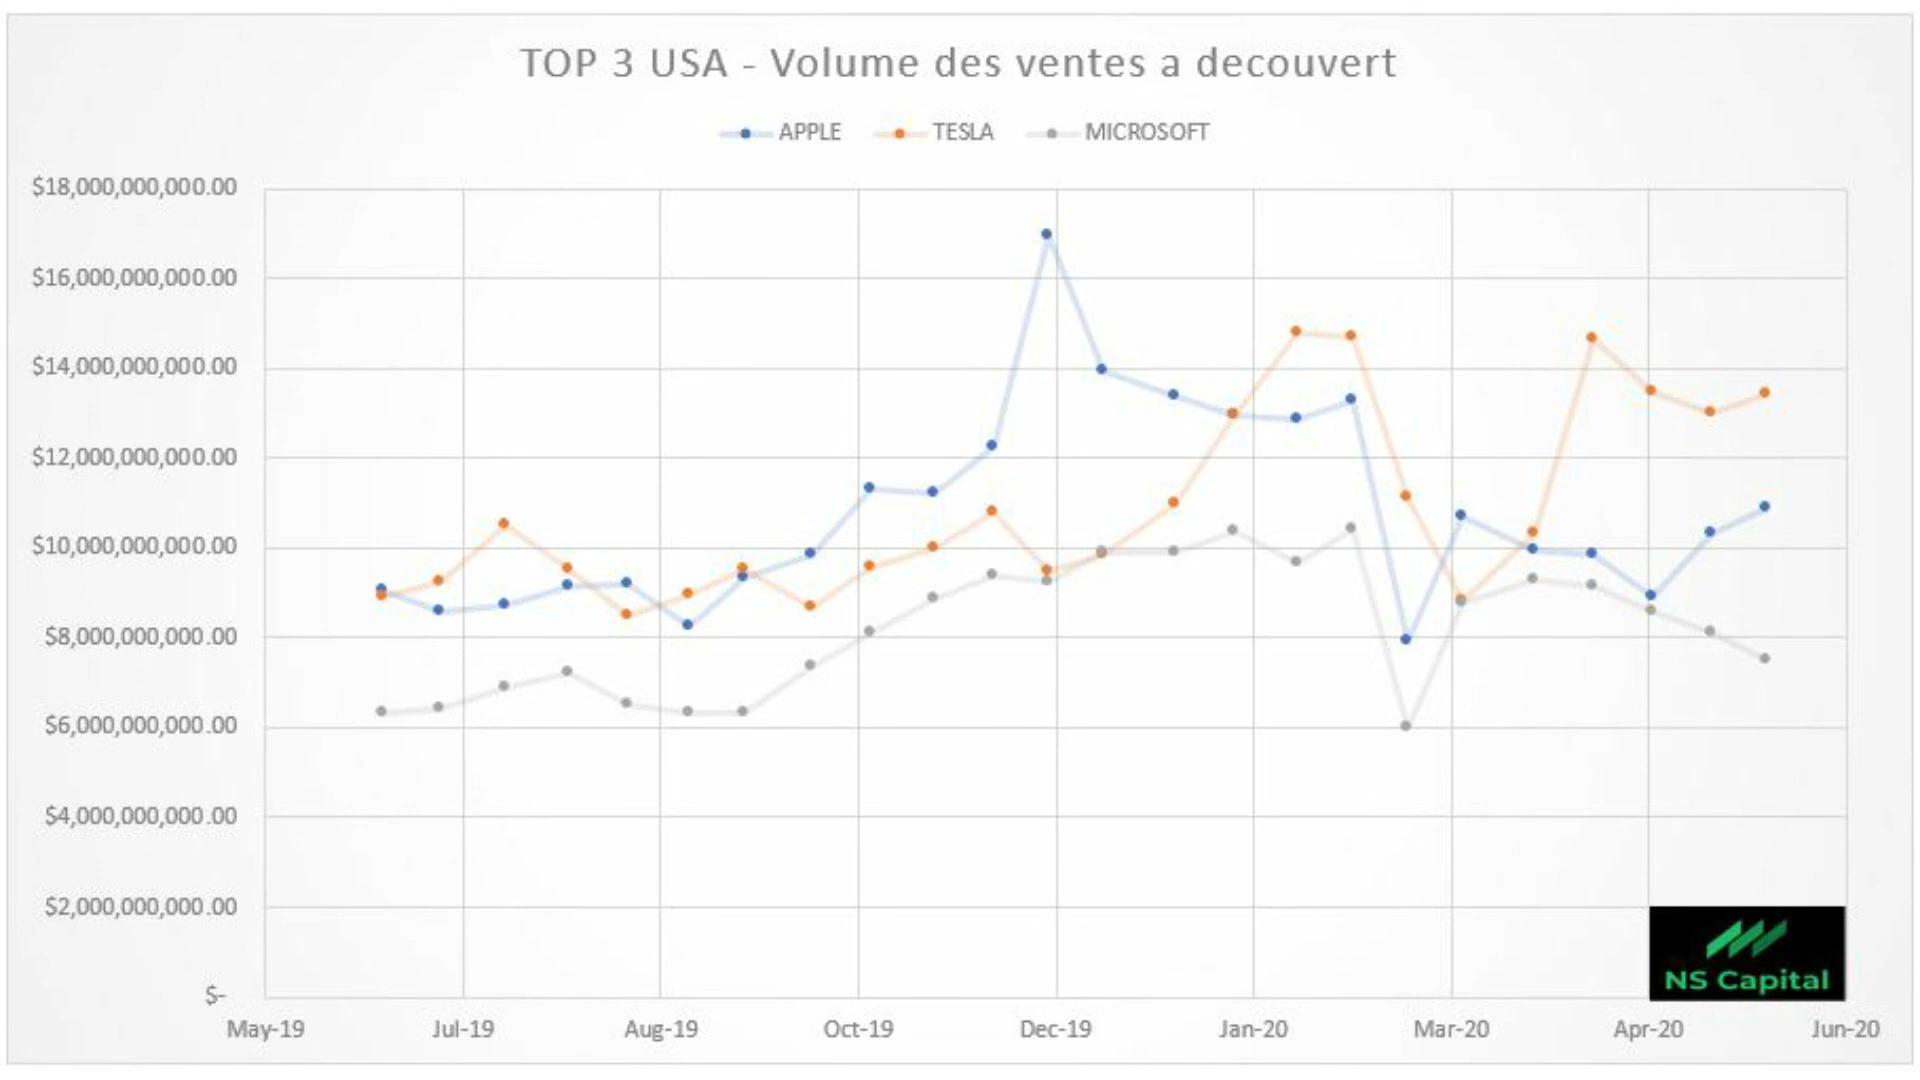 TOP 3 USA - Volume des ventes a decouvert
APPLE TESLA MICROSOFT
$18,000,000,000.00
$16,000,000,000.00
$14,000,000,000.00
$12,000,000,000.00
$10,000,000,000.00
$8,000,000,000.00
$6,000,000,000.00
$4,000,000,000.00
$2,000,000,000.00
$-
May-19 Jul-19 Aug-19 Oct-19 Dec-19 Jan-20 Mar-20 Apr-20 Jun-20
NS Capital